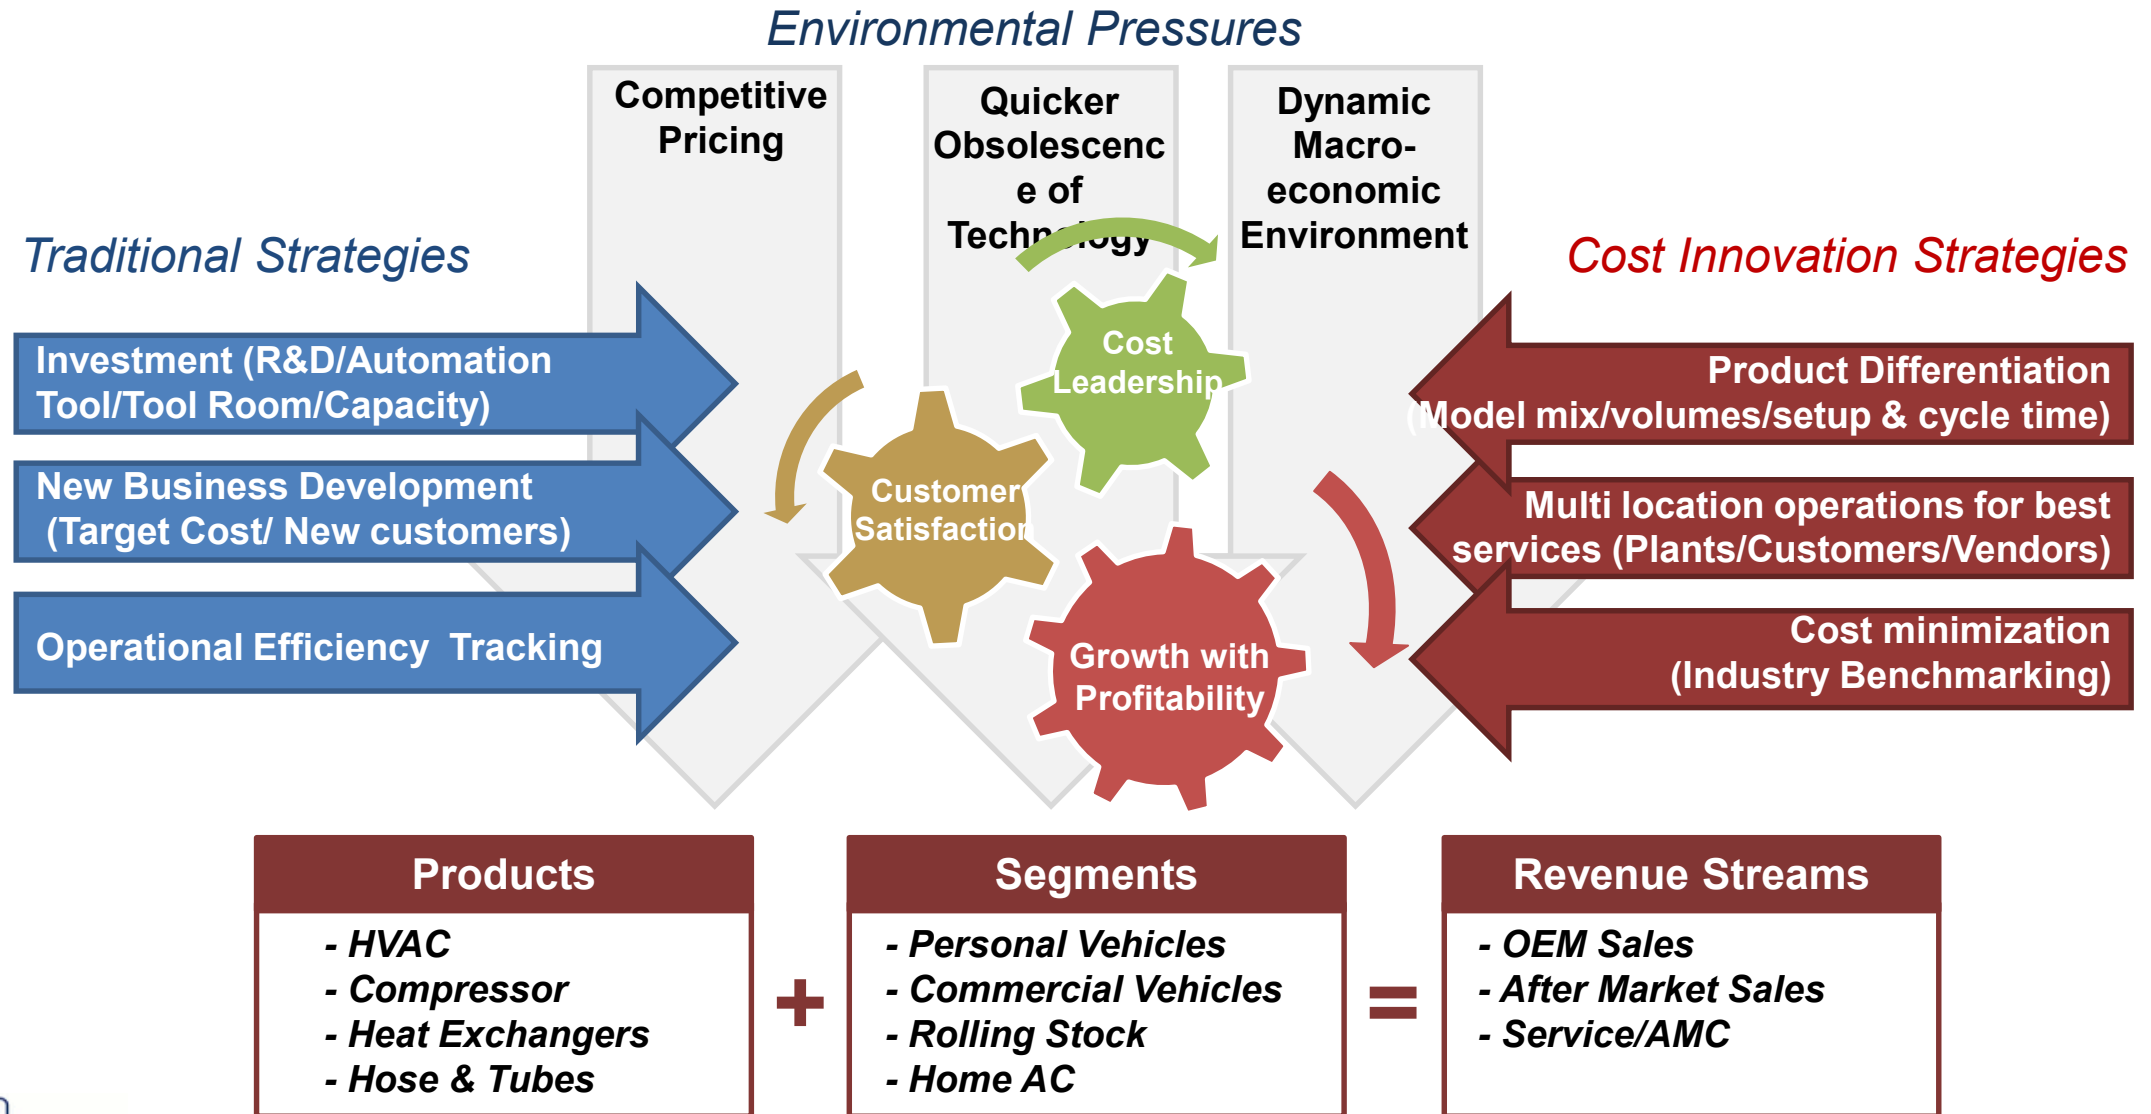 Environmental Pressures
Competitive
Pricing
Quicker
Obsolescenc
e of
Technology
Dynamic
Macro-
economic
Environment
Traditional Strategies
Investment (R&D/Automation
Tool/Tool Room/Capacity)
New Business Development
(Target Cost/ New customers)
Operational Efficiency  Tracking
Cost
Leadership
Customer
Satisfaction
Growth with
Profitability
Cost Innovation Strategies
Product Differentiation
(Model mix/volumes/setup & cycle time)
Multi location operations for best
services (Plants/Customers/Vendors)
Cost minimization
(Industry Benchmarking)
Products
- HVAC
- Compressor
- Heat Exchangers
- Hose & Tubes
+
Segments
- Personal Vehicles
- Commercial Vehicles
- Rolling Stock
- Home AC
=
Revenue Streams
- OEM Sales
- After Market Sales
- Service/AMC